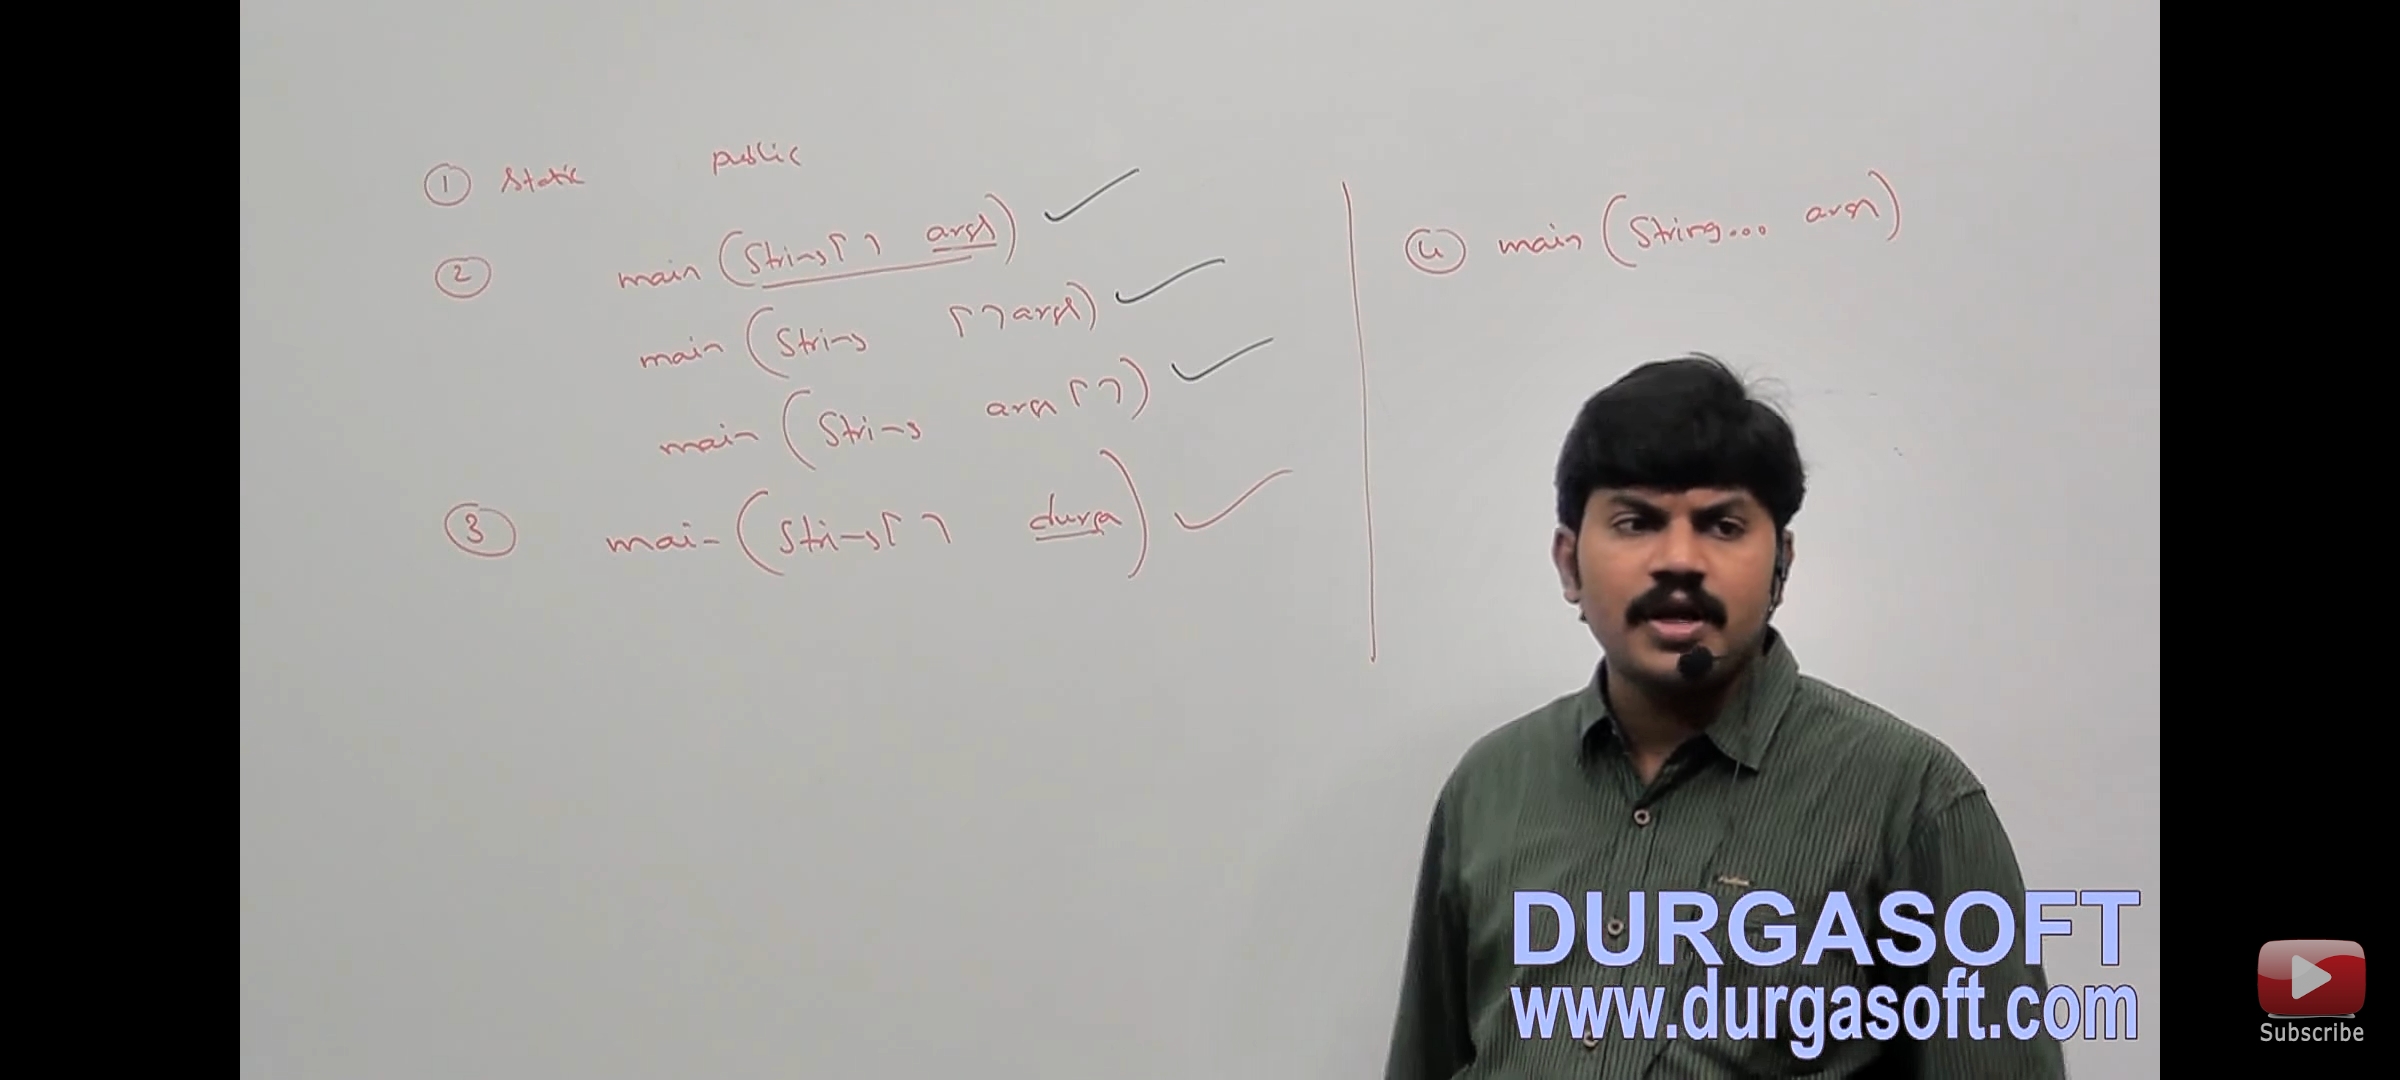 ① static public
② main (String[] args)
main (String []args)
main (String args[])
③ main (String[] durga)
④ main (String... args)
DURGASOFT
www.durgasoft.com
Subscribe